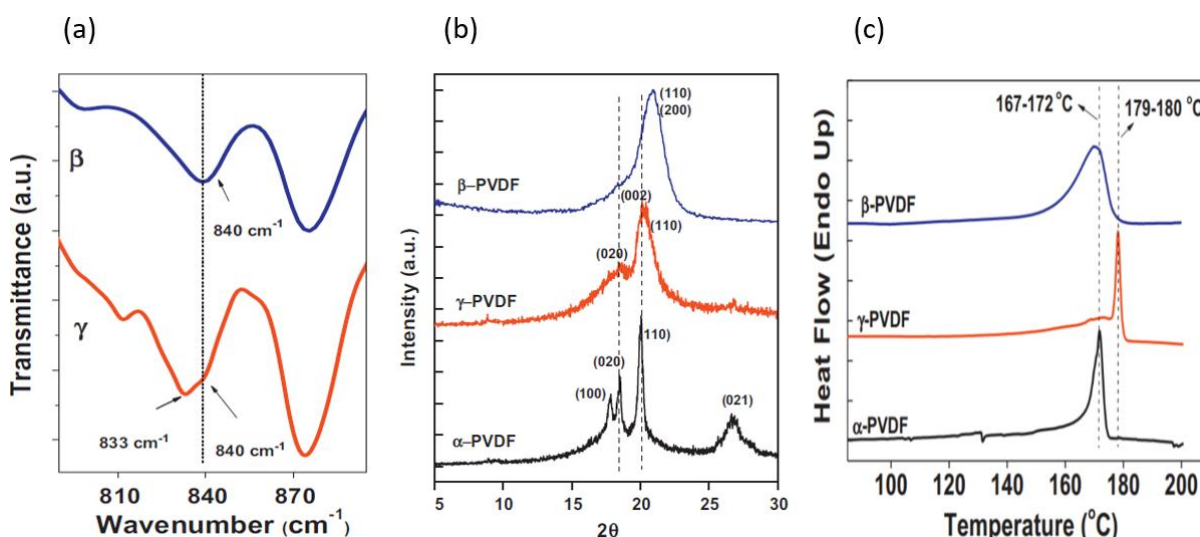 (a)
Transmittance (a.u.)
β
840 cm⁻¹
γ
833 cm⁻¹
840 cm⁻¹
810 840 870
Wavenumber (cm⁻¹)
(b)
Intensity (a.u.)
(110)
(200)
β–PVDF
(002)
(110)
(020)
γ–PVDF
110)
(020)
(100)
(021)
α–PVDF
5 10 15 20 25 30
2θ
(c)
Heat Flow (Endo Up)
167-172 °C
179-180 °C
β-PVDF
γ-PVDF
α-PVDF
100 120 140 160 180 200
Temperature (°C)